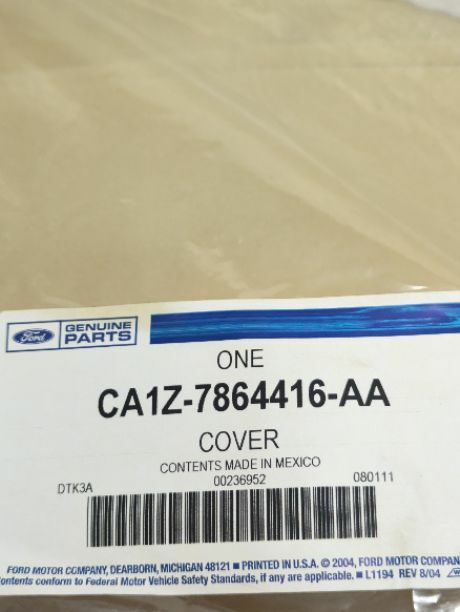 Ford
GENUINE
PARTS
ONE
CA1Z-7864416-AA
COVER
CONTENTS MADE IN MEXICO
DTK3A 00236952 080111
FORD MOTOR COMPANY, DEARBORN, MICHIGAN 48121 ■ PRINTED IN U.S.A. © 2004, FORD MOTOR COMPAN
ontents conform to Federal Motor Vehicle Safety Standards, if any are applicable. ■ L1194 REV 8/04